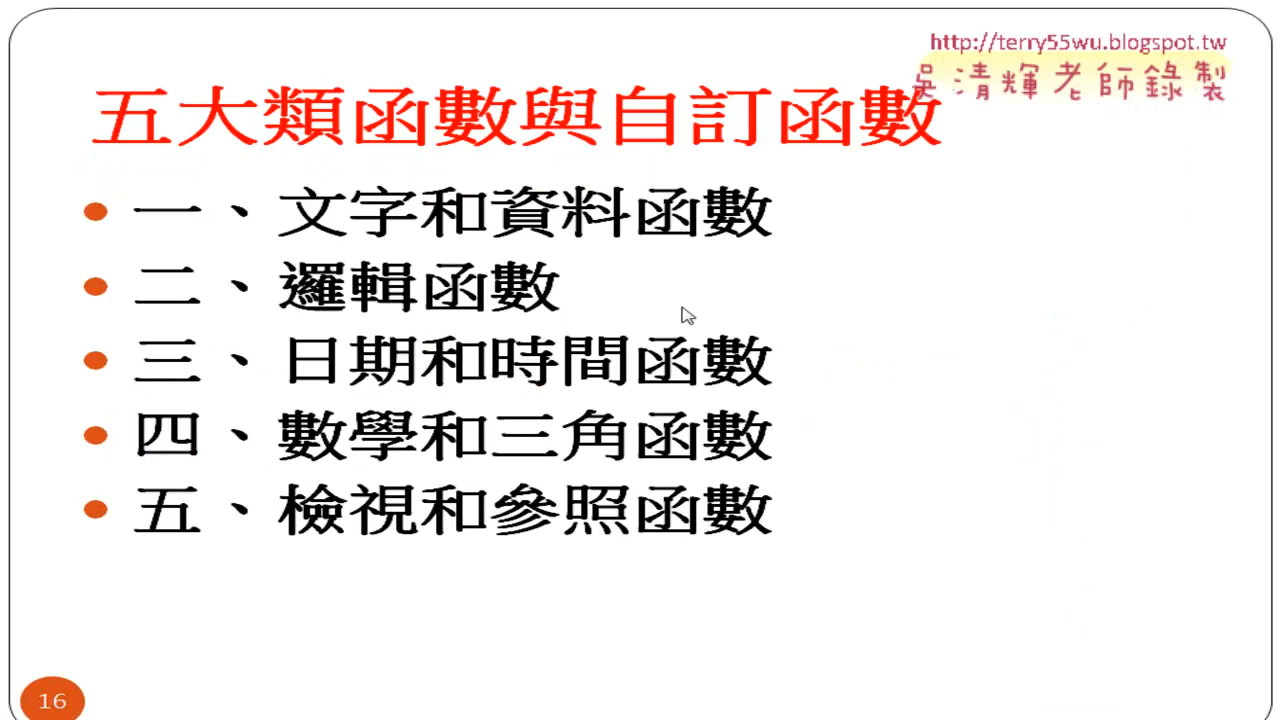 http://terry55wu.blogspot.tw
吳清輝老師錄製
五大類函數與自訂函數
一、文字和資料函數
二、邏輯函數
三、日期和時間函數
四、數學和三角函數
五、檢視和參照函數
16